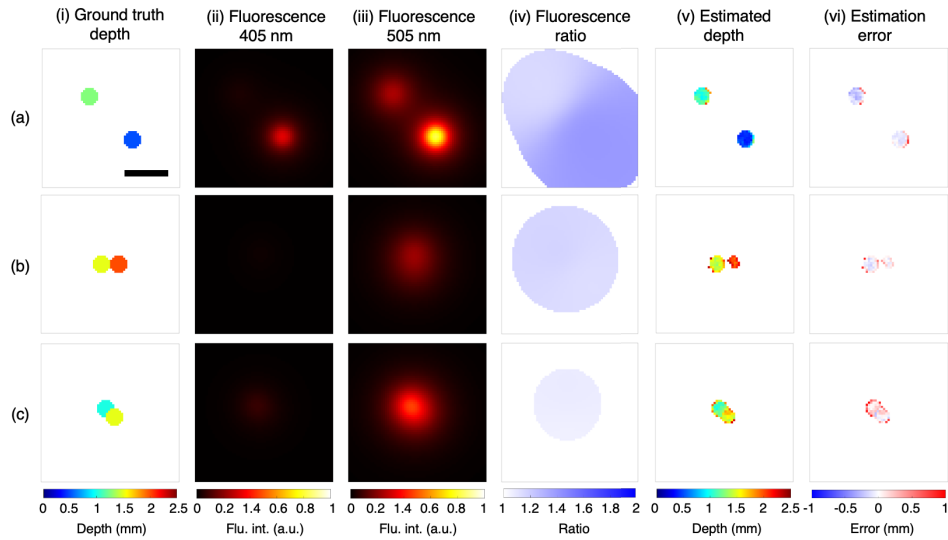 (i) Ground truth depth
(ii) Fluorescence 405 nm
(iii) Fluorescence 505 nm
(iv) Fluorescence ratio
(v) Estimated depth
(vi) Estimation error
(a)
(b)
(c)
0 0.5 1 1.5 2 2.5
Depth (mm)
0 0.2 1.4 0.6 0.8 1
Flu. int. (a.u.)
0 0.2 1.4 0.6 0.8 1
Flu. int. (a.u.)
1 1.2 1.4 1.6 1.8 2
Ratio
0 0.5 1 1.5 2 2.5
Depth (mm)
-1 -0.5 0 0.5 1
Error (mm)